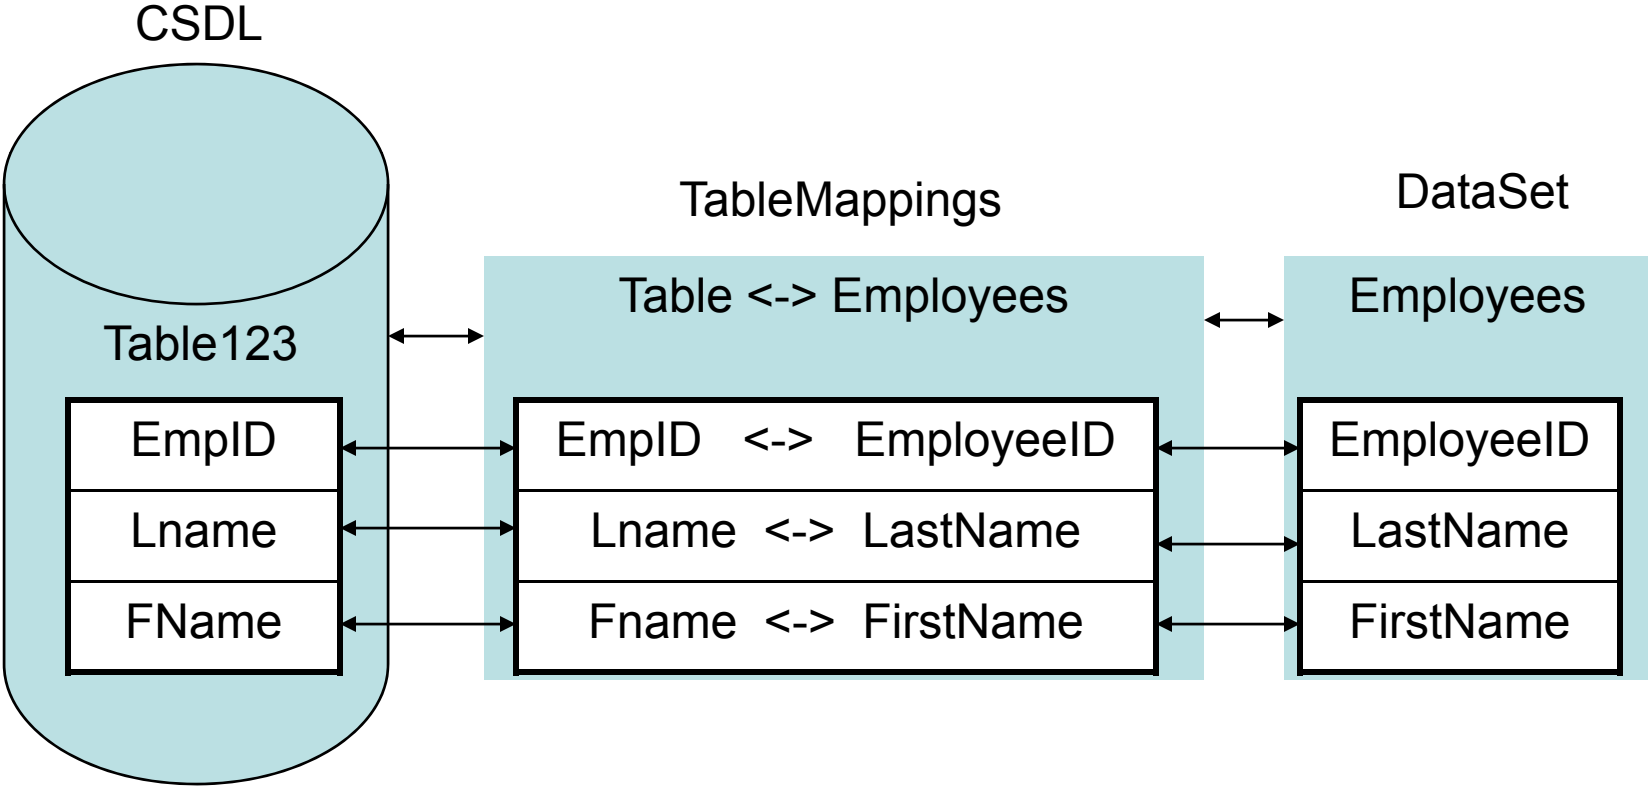 CSDL
TableMappings
DataSet
Table <-> Employees
Employees
Table123
EmpID
EmpID <-> EmployeeID
EmployeeID
Lname
Lname <-> LastName
LastName
FName
Fname <-> FirstName
FirstName